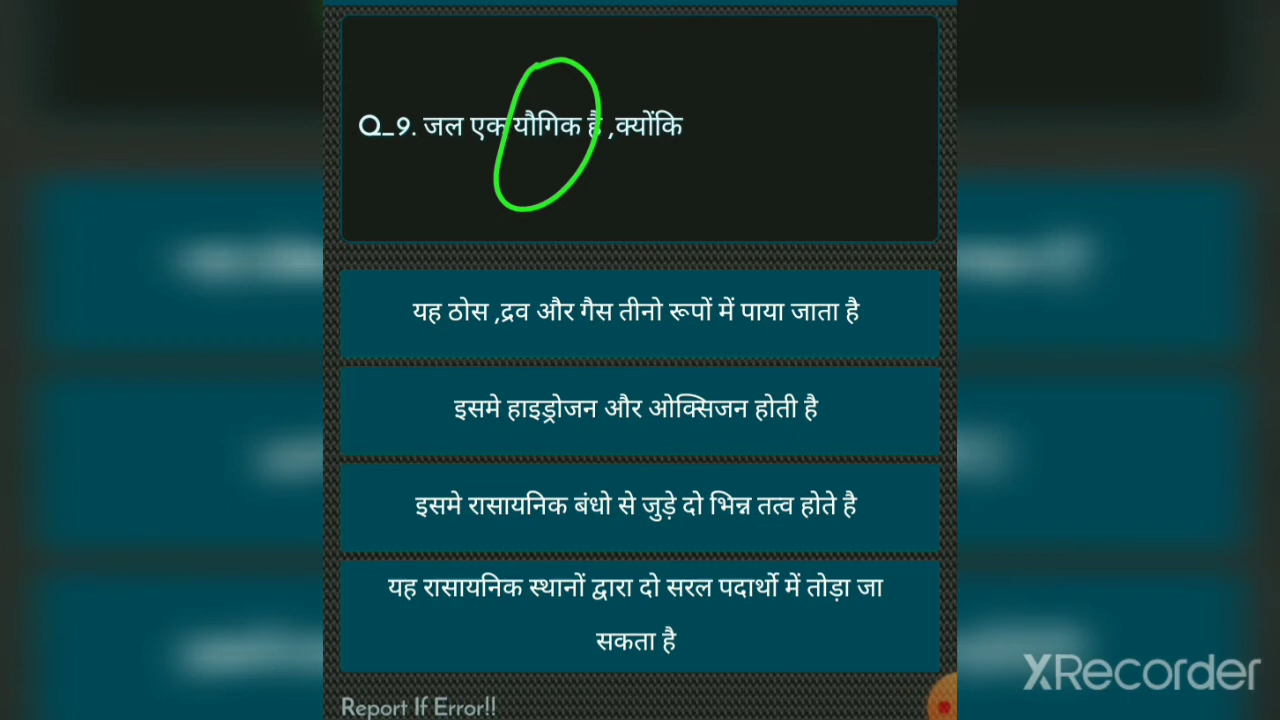 Q_9. जल एक यौगिक है ,क्योंकि
यह ठोस ,द्रव और गैस तीनो रूपों में पाया जाता है
इसमे हाइड्रोजन और ओक्सिजन होती है
इसमे रासायनिक बंधो से जुड़े दो भिन्न तत्व होते है
यह रासायनिक स्थानों द्वारा दो सरल पदार्थो में तोड़ा जा
सकता है
Report If Error!!
XRecorder